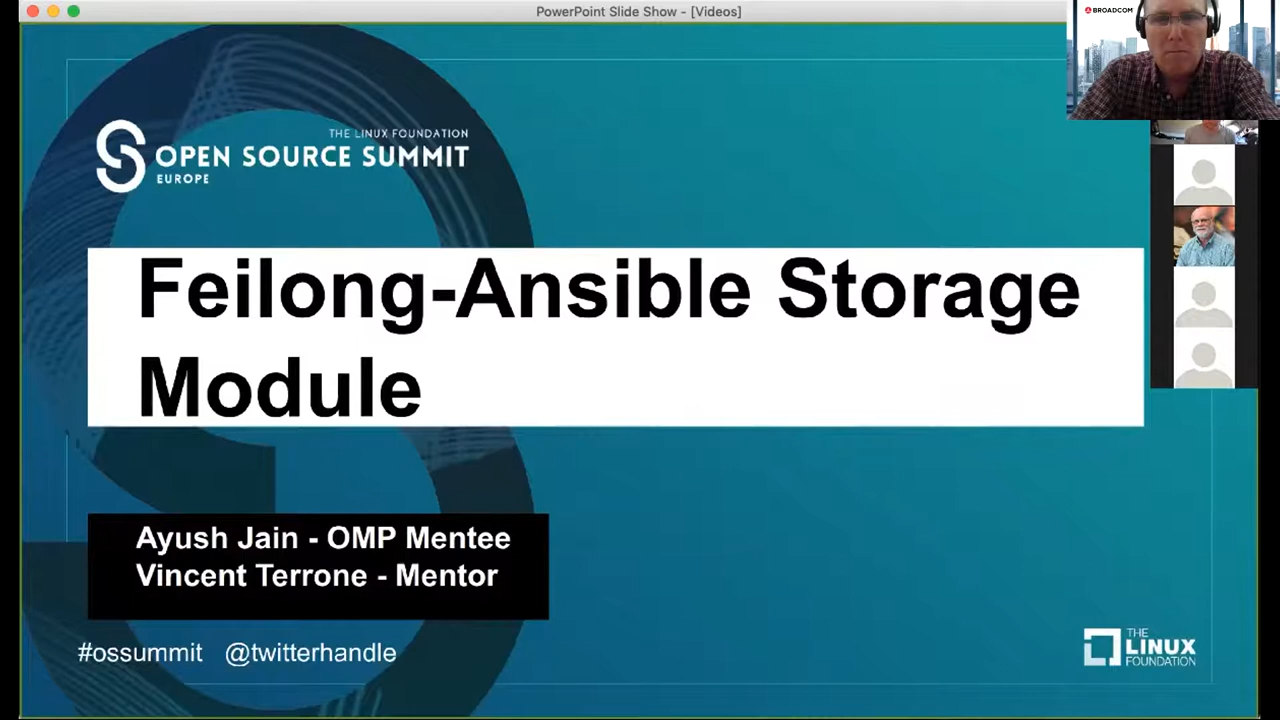 PowerPoint Slide Show - [Videos]
BROADCOM
THE LINUX FOUNDATION
OPEN SOURCE SUMMIT
EUROPE
Feilong-Ansible Storage
Module
Ayush Jain - OMP Mentee
Vincent Terrone - Mentor
#ossummit @twitterhandle
THE
LINUX
FOUNDATION